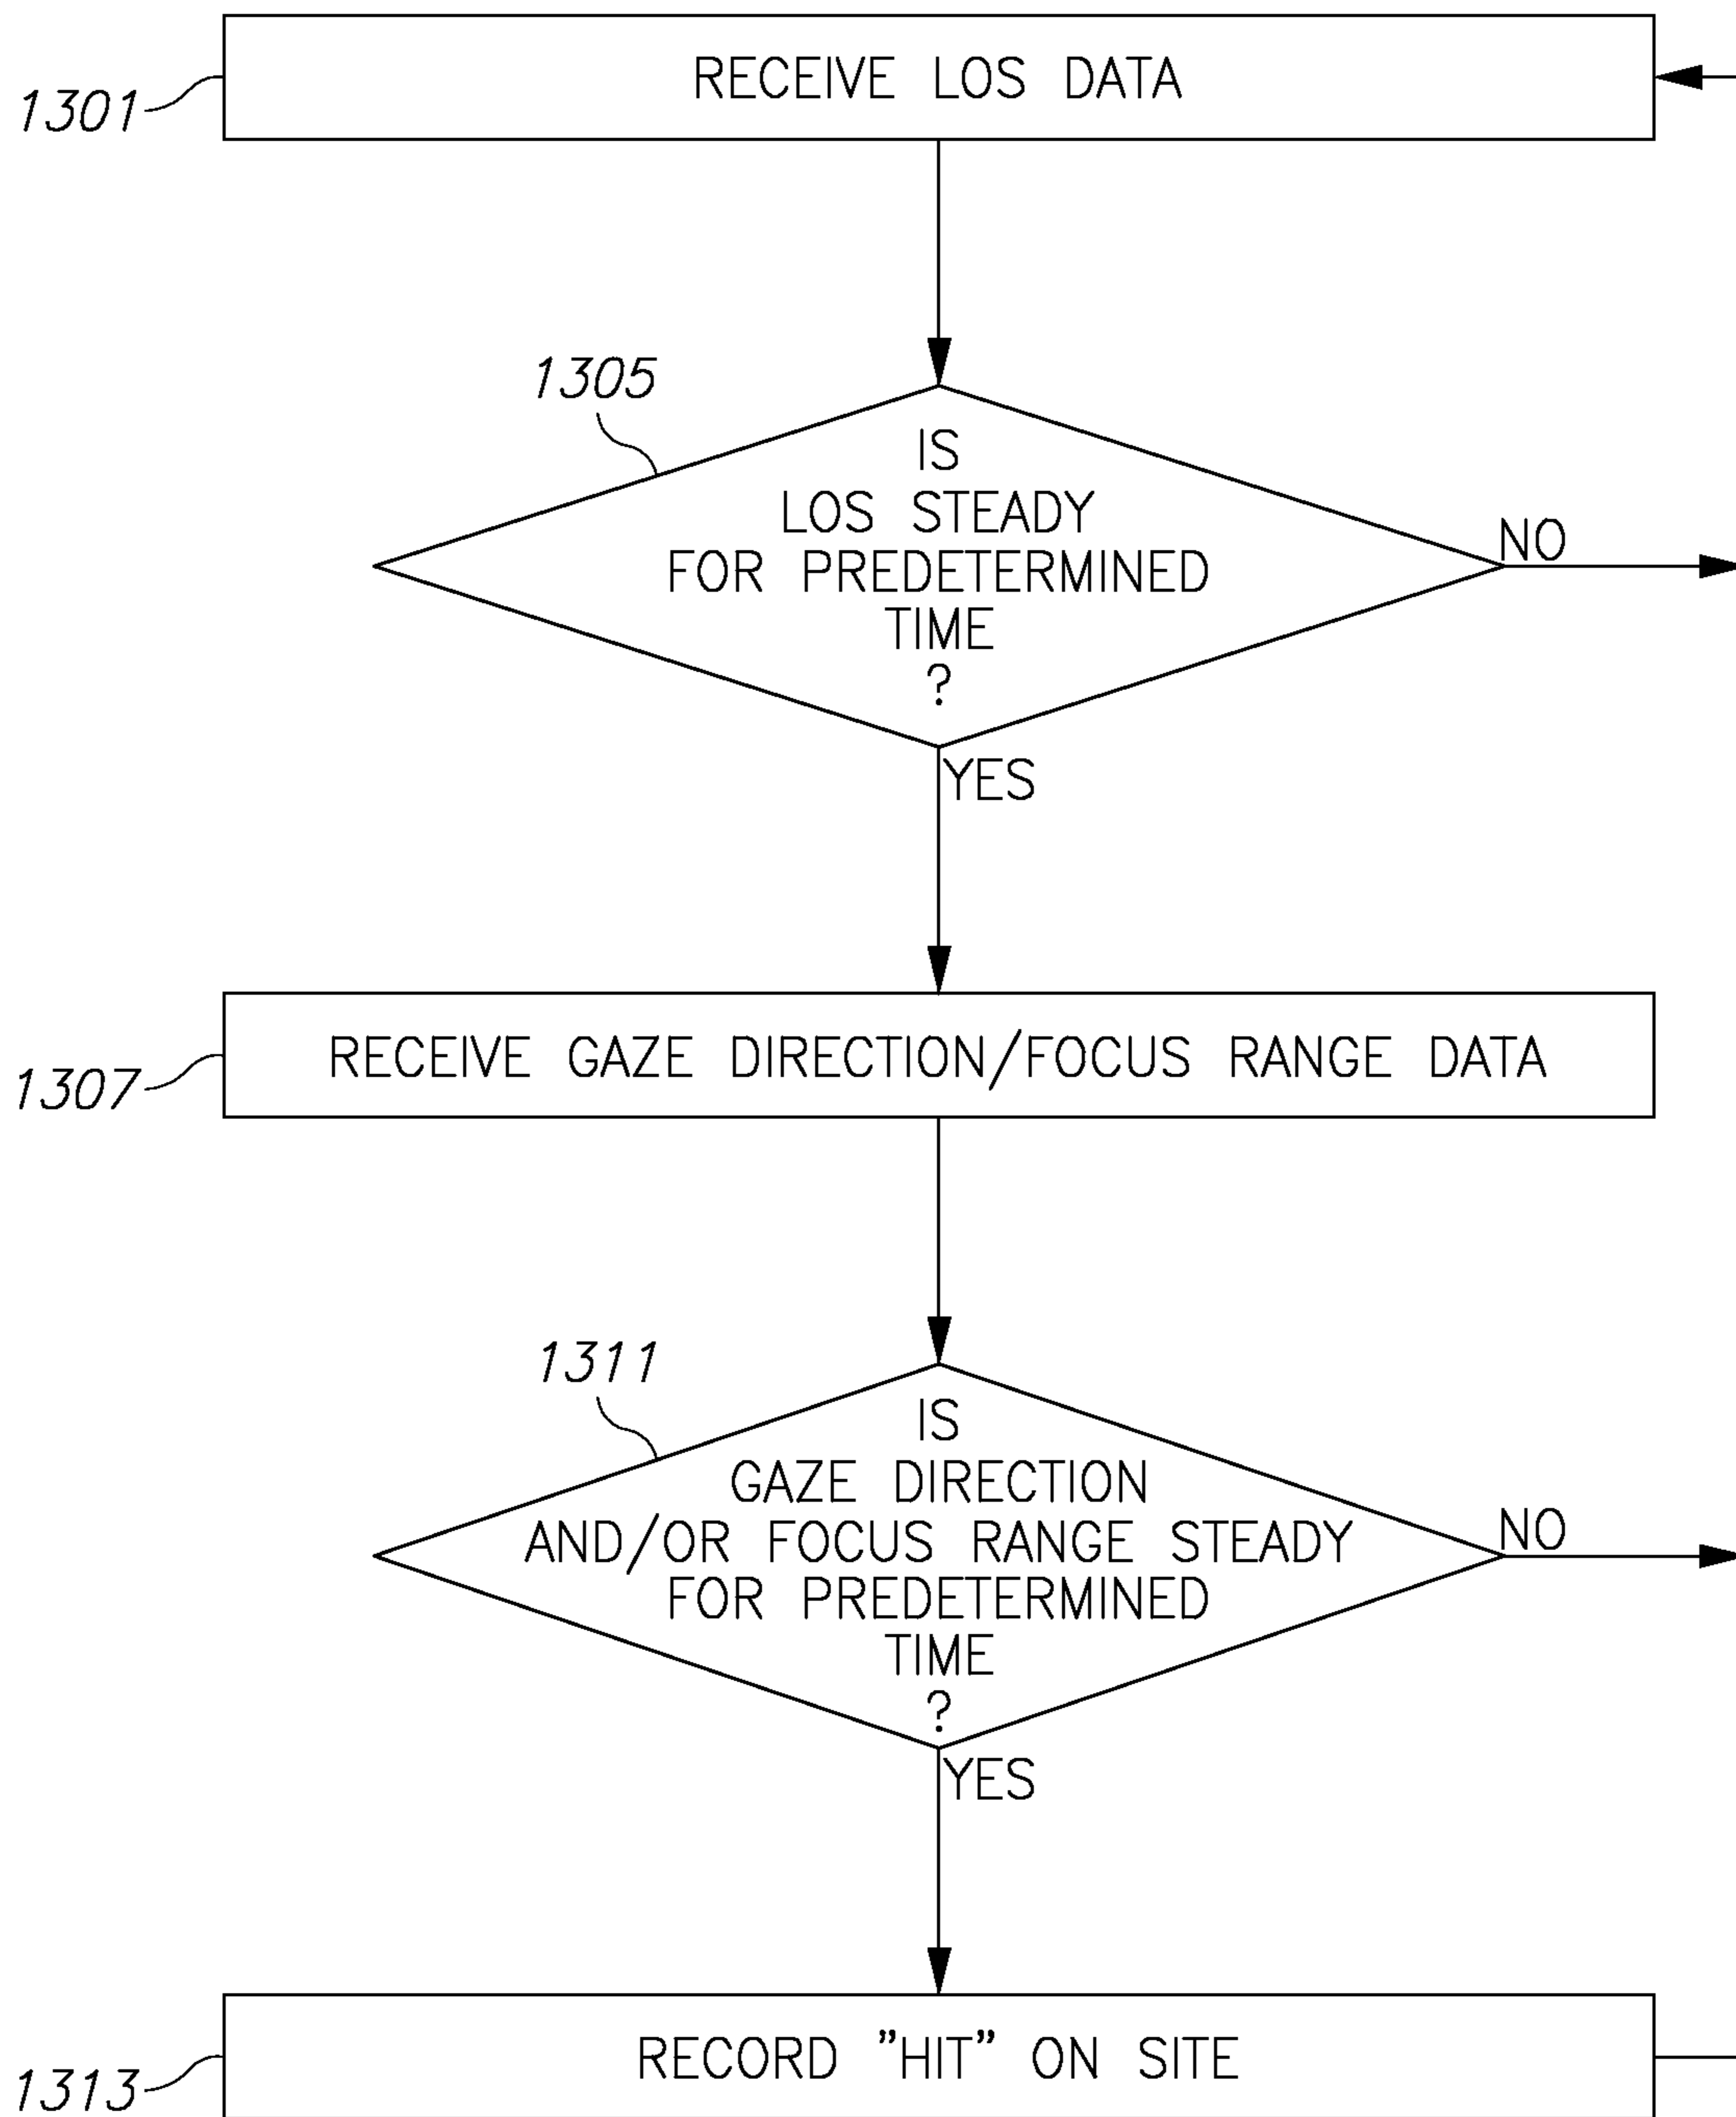 RECEIVE LOS DATA
1301
1305
IS
LOS STEADY
FOR PREDETERMINED
TIME
?
NO
YES
RECEIVE GAZE DIRECTION/FOCUS RANGE DATA
1307
1311
IS
GAZE DIRECTION
AND/OR FOCUS RANGE STEADY
FOR PREDETERMINED
TIME
?
NO
YES
RECORD "HIT" ON SITE
1313